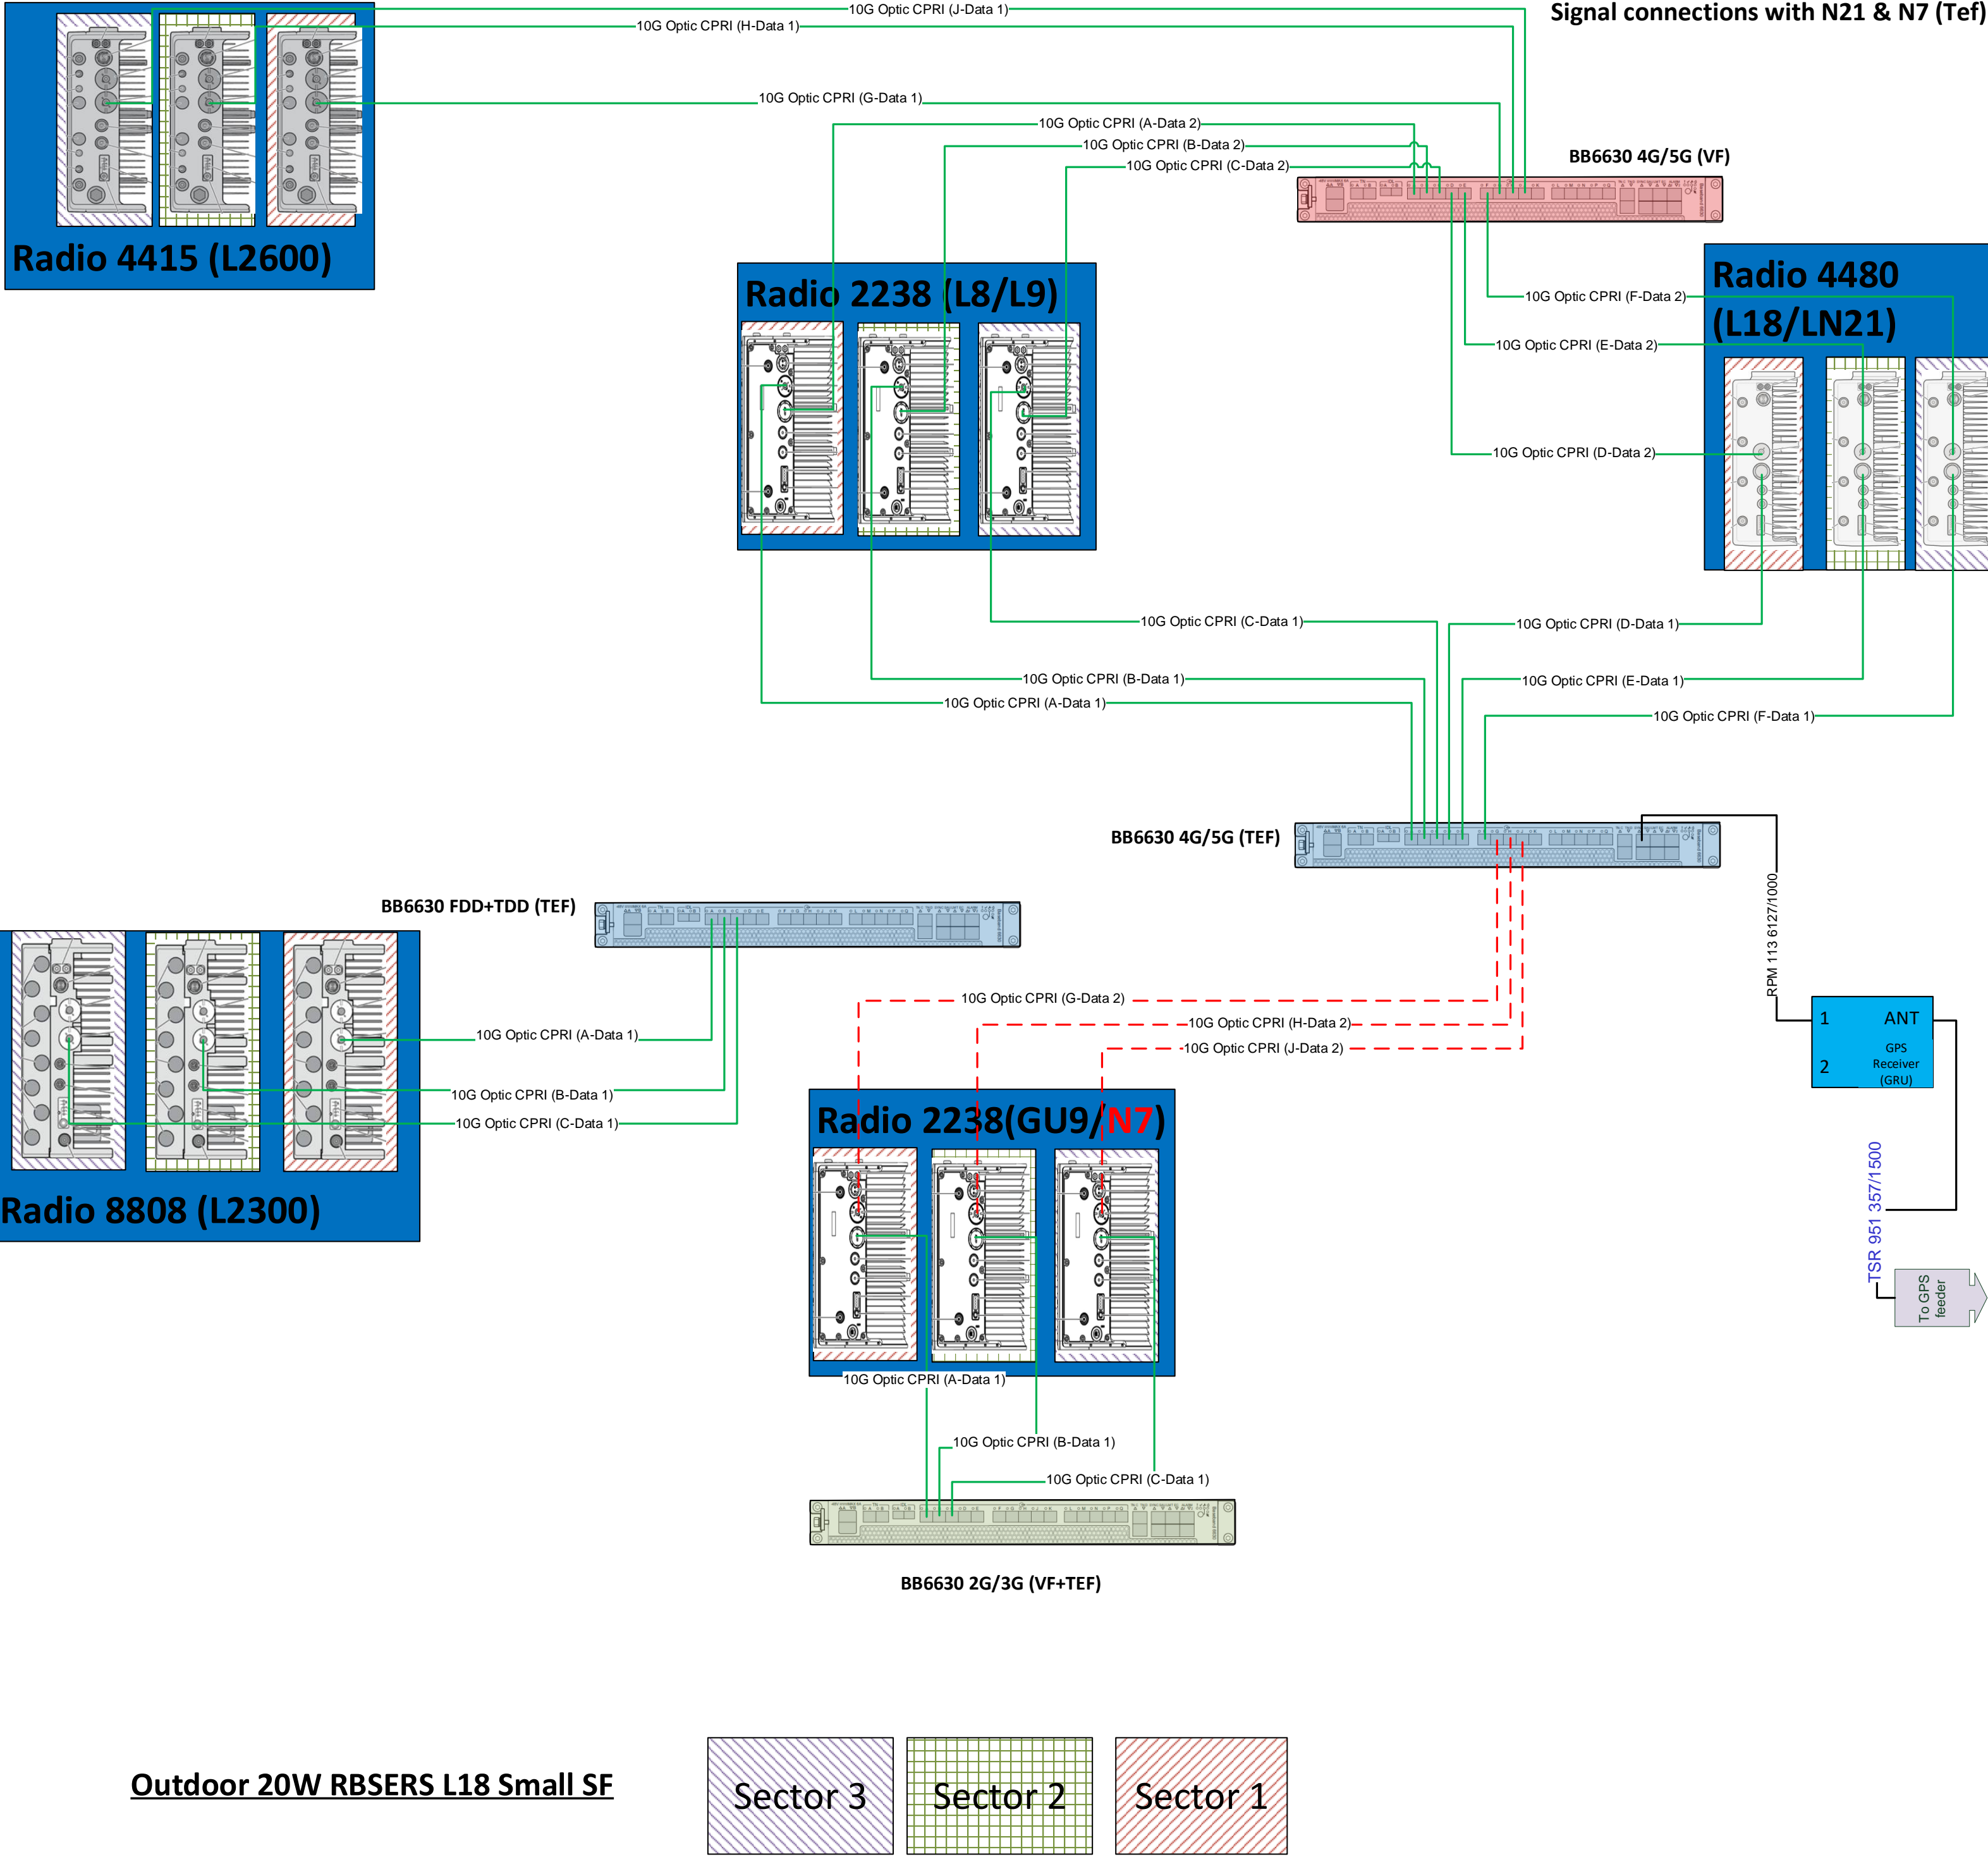 Signal connections with N21 & N7 (Tef)
10G Optic CPRI (J-Data 1)
10G Optic CPRI (H-Data 1)
10G Optic CPRI (G-Data 1)
10G Optic CPRI (A-Data 2)
10G Optic CPRI (B-Data 2)
10G Optic CPRI (C-Data 2)
BB6630 4G/5G (VF)
Radio 4415 (L2600)
Radio 2238 (L8/L9)
Radio 4480
(L18/LN21)
10G Optic CPRI (F-Data 2)
10G Optic CPRI (E-Data 2)
10G Optic CPRI (D-Data 2)
10G Optic CPRI (C-Data 1)
10G Optic CPRI (D-Data 1)
10G Optic CPRI (B-Data 1)
10G Optic CPRI (E-Data 1)
10G Optic CPRI (A-Data 1)
10G Optic CPRI (F-Data 1)
BB6630 4G/5G (TEF)
BB6630 FDD+TDD (TEF)
RPM 113 6127/1000
10G Optic CPRI (G-Data 2)
10G Optic CPRI (H-Data 2)
10G Optic CPRI (J-Data 2)
10G Optic CPRI (A-Data 1)
10G Optic CPRI (B-Data 1)
10G Optic CPRI (C-Data 1)
1
ANT
2
GPS
Receiver
(GRU)
Radio 2238(GU9/N7)
Radio 8808 (L2300)
TSR 951 357/1500
To GPS
feeder
10G Optic CPRI (A-Data 1)
10G Optic CPRI (B-Data 1)
10G Optic CPRI (C-Data 1)
BB6630 2G/3G (VF+TEF)
Outdoor 20W RBSERS L18 Small SF
Sector 3
Sector 2
Sector 1